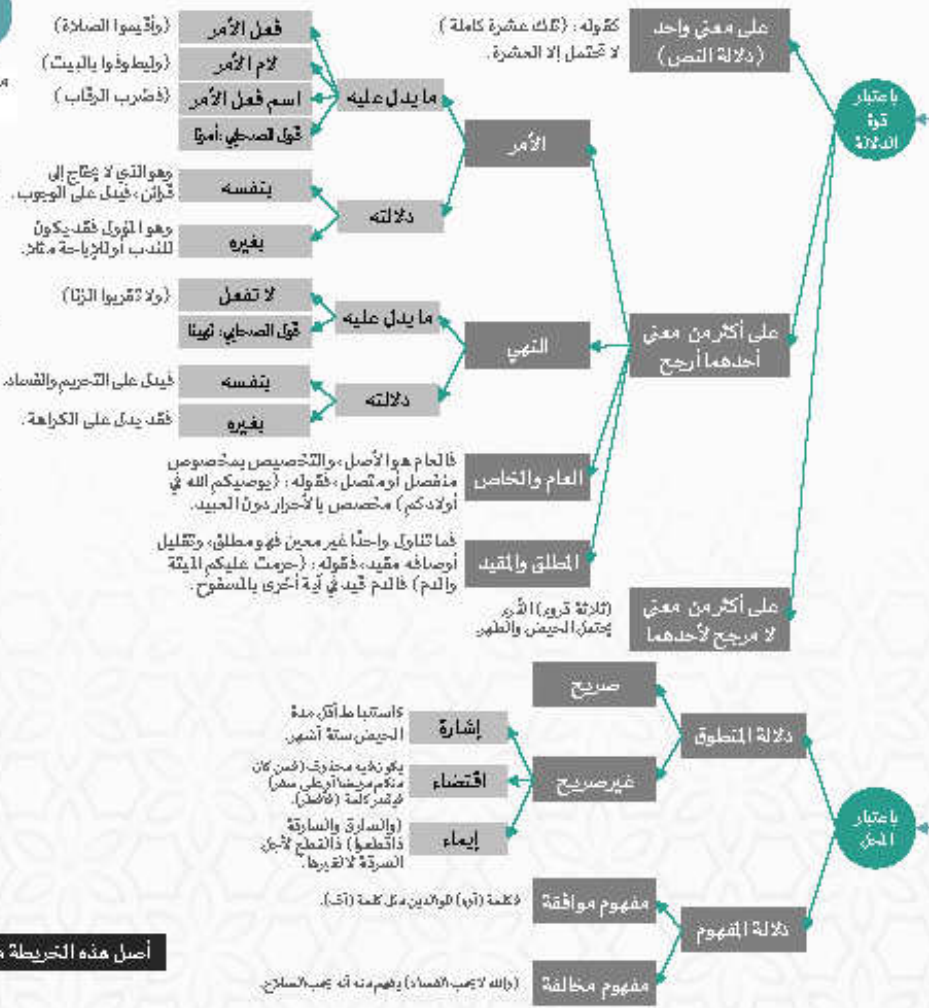 باعتبار
قوة
الدلالة
على معنى واحد
(دلالة النص)
كقوله: (تلك عشرة كاملة)
لا تحتمل إلا العشرة.
على أكثر من معنى
أحدهما أرجح
الأمر
ما يدل عليه
فعل الأمر
(وأقيموا الصلاة)
لام الأمر
(وليطوفوا بالبيت)
اسم فعل الأمر
(فضرب الرقاب)
قول الصحابي: أمرنا
دلالته
بنفسه
وهو الذي لا يحتاج إلى
قرائن، فيدل على الوجوب.
بغيره
وهو المؤول فقد يكون
للندب أو للإباحة مثلا.
النهي
ما يدل عليه
لا تفعل
(ولا تقربوا الزنا)
قول الصحابي: نهينا
دلالته
بنفسه
فيدل على التحريم والفساد.
بغيره
فقد يدل على الكراهة.
العام والخاص
فالعام هو الأصل، والتخصيص بمخصوص
منفصل أو متصل، فقوله: (يوصيكم الله في
أولادكم) مخصص بالأحرار دون العبيد.
المطلق والمقيد
فما تناول واحدًا غير معين فهو مطلق، وتقليل
أوصافه مقيد، فقوله: (حرمت عليكم الميتة
والدم) فالدم قيد في آية أخرى بالمسفوح.
على أكثر من معنى
لا مرجح لأحدهما
(ثلاثة قروء) القرء
يحتمل الحيض والطهر.
باعتبار
المحل
دلالة المنطوق
صريح
غير صريح
إشارة
كاستنباط أقل مدة
الحيض ستة أشهر.
اقتضاء
يكون فيه محذوف (فمن كان
منكم مريضا أو على سفر)
فيقدر كلمة (فأفطر).
إيماء
(والسارق والسارقة
فاقطعوا) فالقطع لأجل
السرقة لا لغيرها.
دلالة المفهوم
مفهوم موافقة
فكلمة للوالدين مثل كلمة (أف).
مفهوم مخالفة
(والله لا يحب الفساد) يفهم منه أنه يحب الصلاح.
أصل هذه الخريطة